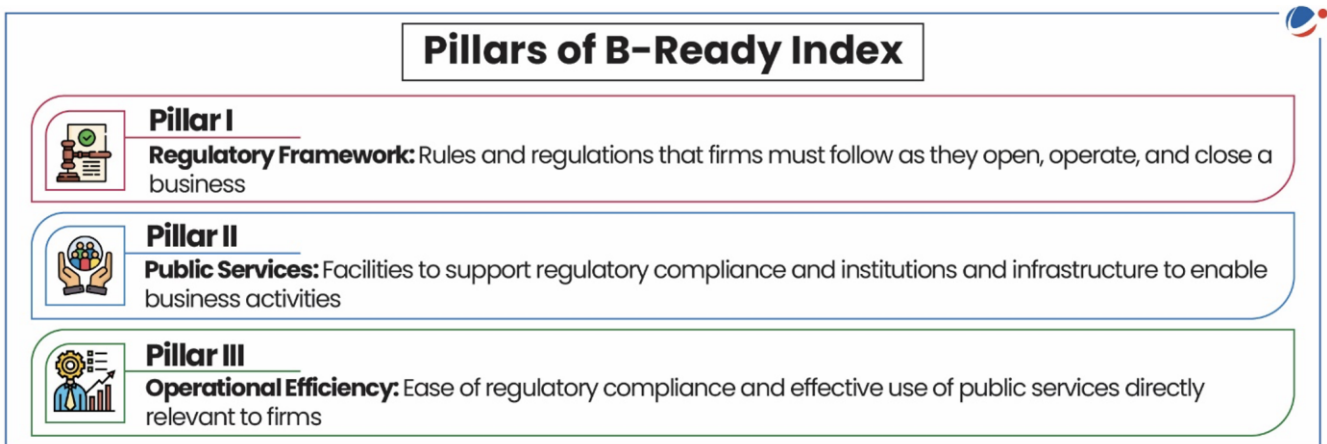 Pillars of B-Ready Index
Pillar I
Regulatory Framework: Rules and regulations that firms must follow as they open, operate, and close a
business
Pillar II
Public Services: Facilities to support regulatory compliance and institutions and infrastructure to enable
business activities
Pillar III
Operational Efficiency: Ease of regulatory compliance and effective use of public services directly
relevant to firms